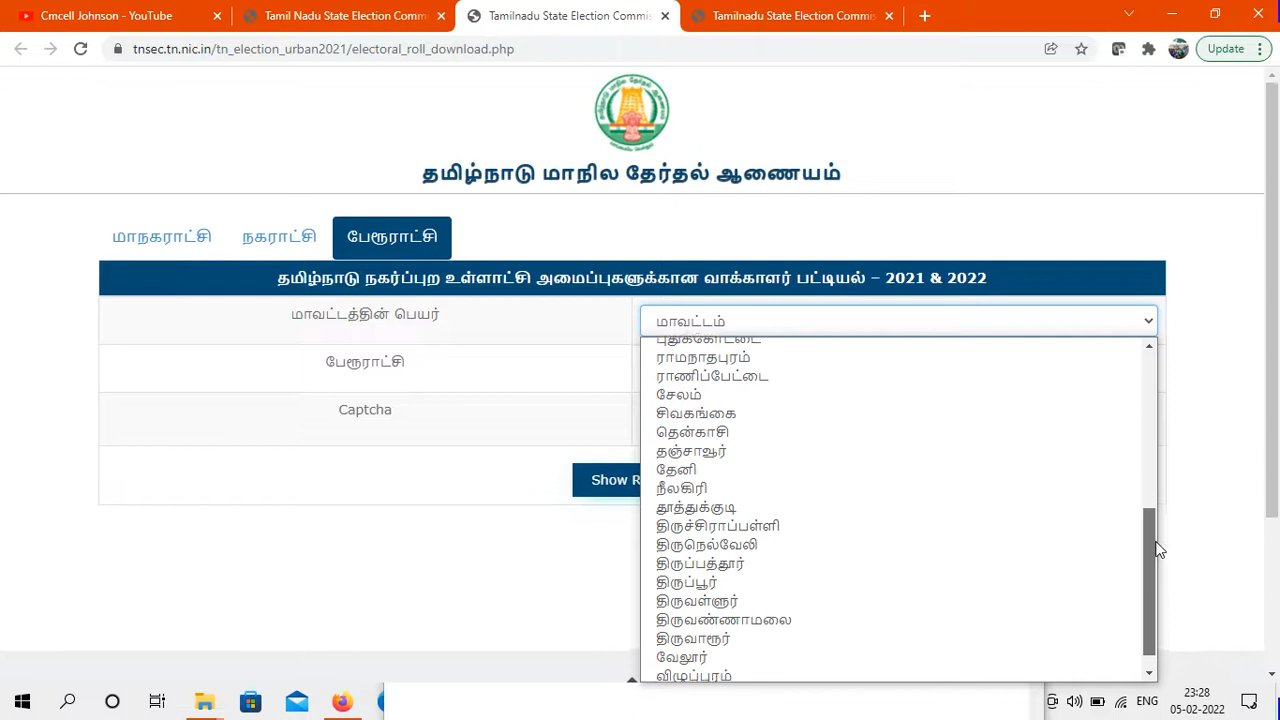 Cmcell Johnson - YouTube
Tamil Nadu State Election Comm
Tamilnadu State Election Commis
Tamilnadu State Election Commis
tnsec.tn.nic.in/tn_election_urban2021/electoral_roll_download.php
Update
தமிழ்நாடு மாநில தேர்தல் ஆணையம்
மாநகராட்சி
நகராட்சி
பேரூராட்சி
தமிழ்நாடு நகர்ப்புற உள்ளாட்சி அமைப்புகளுக்கான வாக்காளர் பட்டியல் – 2021 & 2022
மாவட்டத்தின் பெயர்
மாவட்டம்
பேரூராட்சி
Captcha
Show R
புதுக்கோட்டை
ராமநாதபுரம்
ராணிப்பேட்டை
சேலம்
சிவகங்கை
தென்காசி
தஞ்சாவூர்
தேனி
நீலகிரி
தூத்துக்குடி
திருச்சிராப்பள்ளி
திருநெல்வேலி
திருப்பத்தூர்
திருப்பூர்
திருவள்ளுர்
திருவண்ணாமலை
திருவாரூர்
வேலூர்
விழுப்புரம்
ENG
23:28
05-02-2022